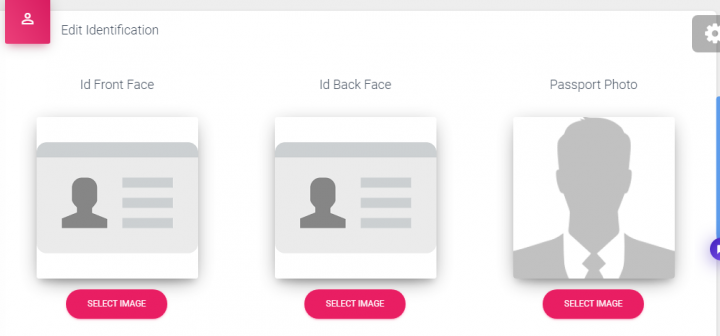 Edit Identification
Id Front Face
Id Back Face
Passport Photo
SELECT IMAGE
SELECT IMAGE
SELECT IMAGE